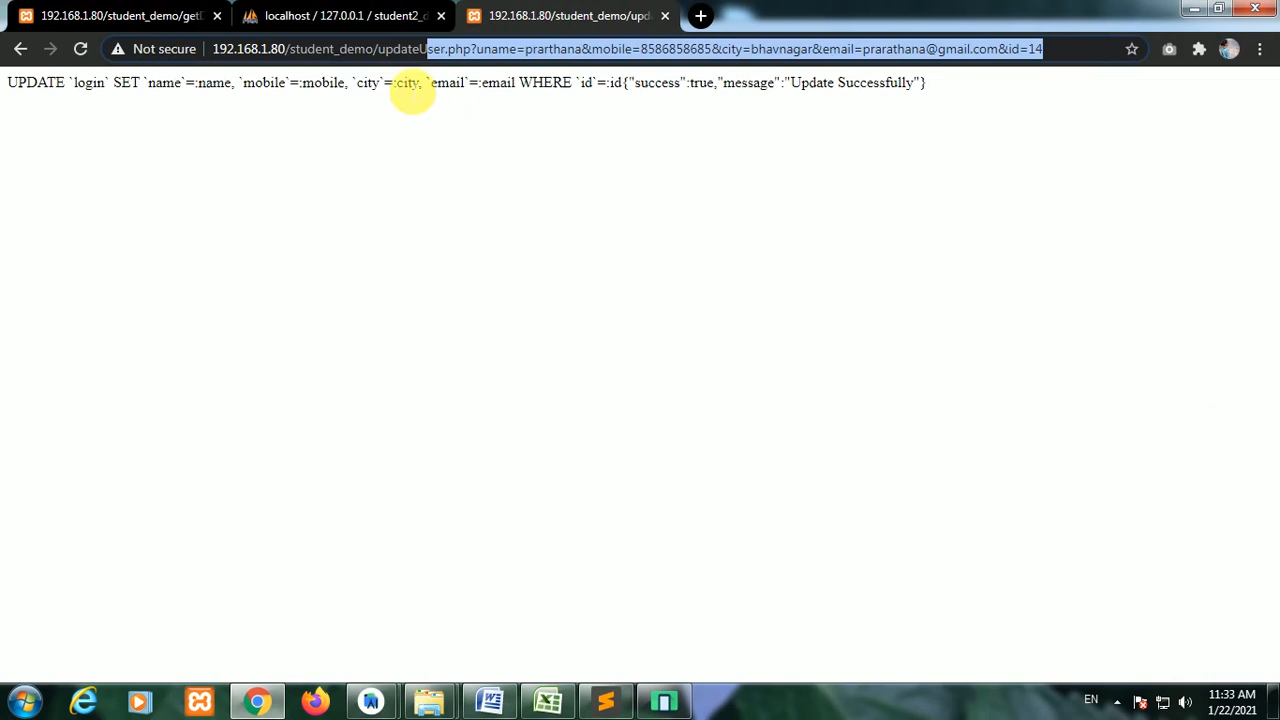 192.168.1.80/student_demo/getD
localhost / 127.0.0.1 / student2_d
192.168.1.80/student_demo/upda
Not secure
192.168.1.80/student_demo/updateUser.php?uname=prarthana&mobile=8586858685&city=bhavnagar&email=prarathana@gmail.com&id=14
UPDATE `login` SET `name`=:name, `mobile`=:mobile, `city`=:city, `email`=:email WHERE `id`=:id{"success":true,"message":"Update Successfully"}
EN
11:33 AM
1/22/2021